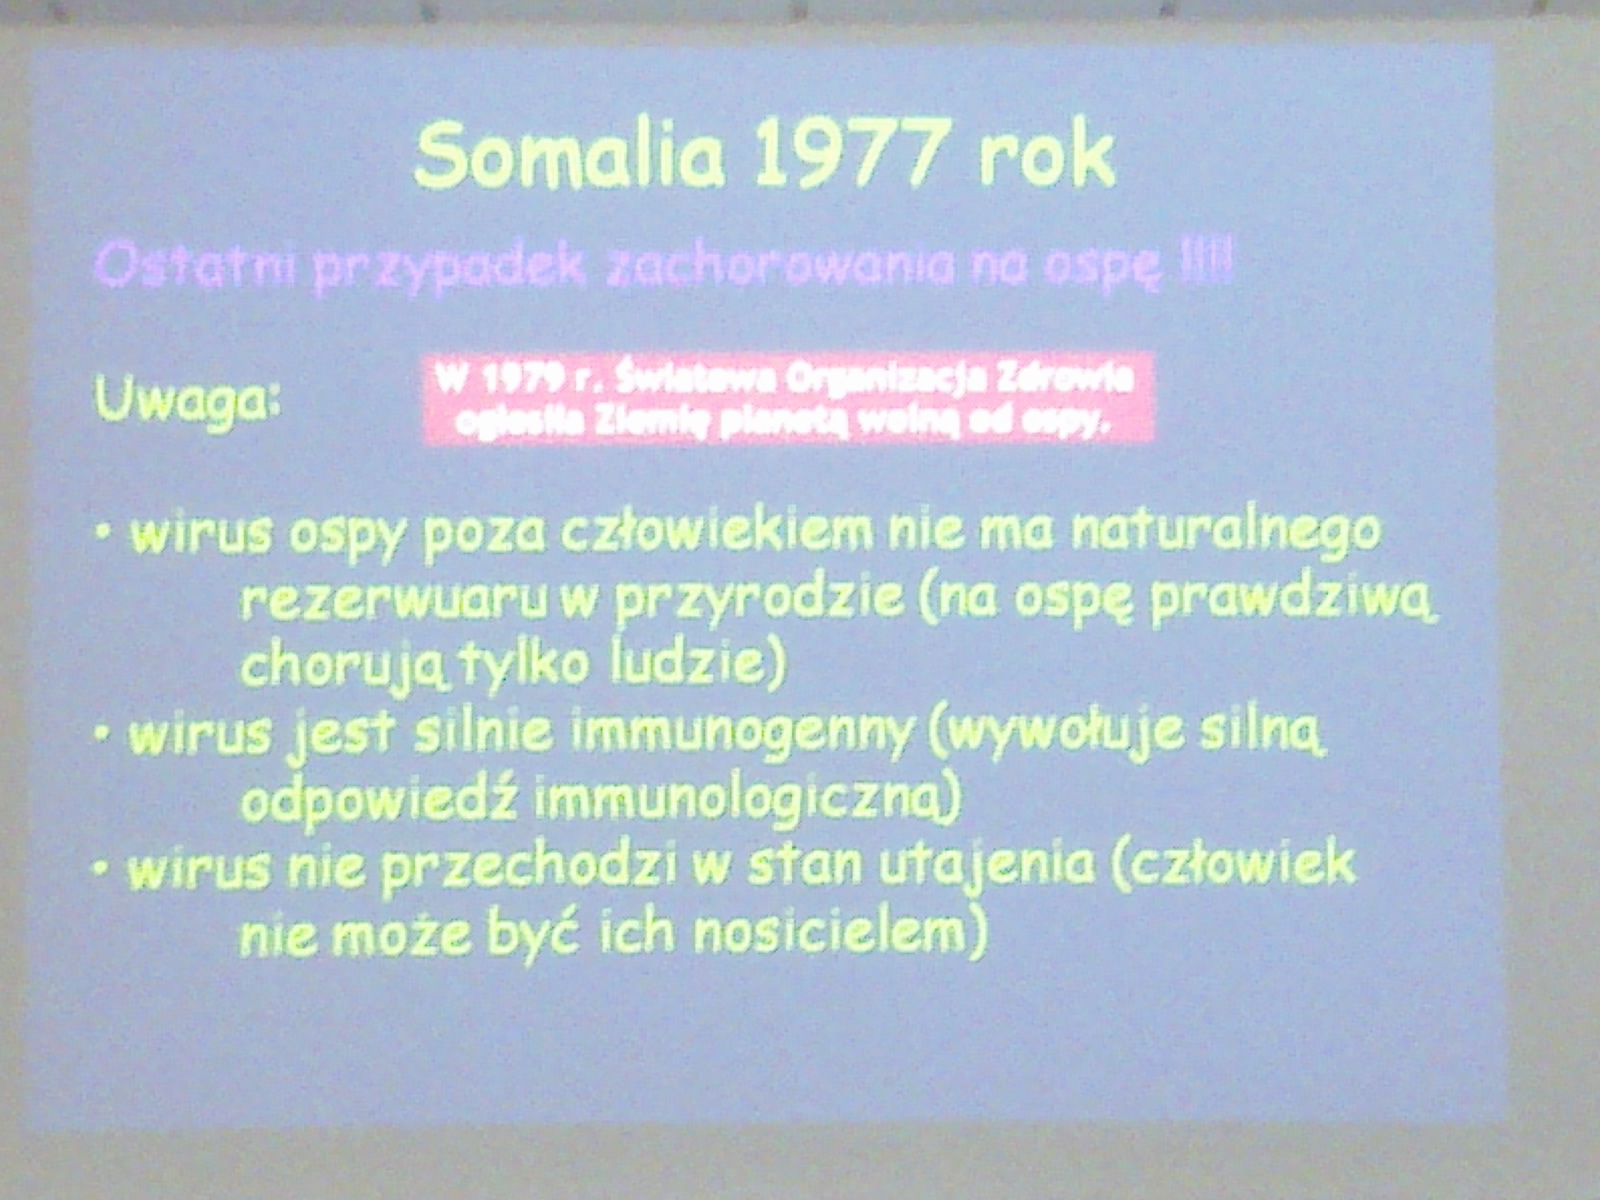 Somalia 1977 rok
Ostatni przypadek zachorowania na ospę !!!!
Uwaga:
W 1979 r. Światowa Organizacja Zdrowia
ogłosiła Ziemię planetą wolną od ospy.
• wirus ospy poza człowiekiem nie ma naturalnego
rezerwuaru w przyrodzie (na ospę prawdziwą
chorują tylko ludzie)
• wirus jest silnie immunogenny (wywołuje silną
odpowiedź immunologiczną)
• wirus nie przechodzi w stan utajenia (człowiek
nie może być ich nosicielem)